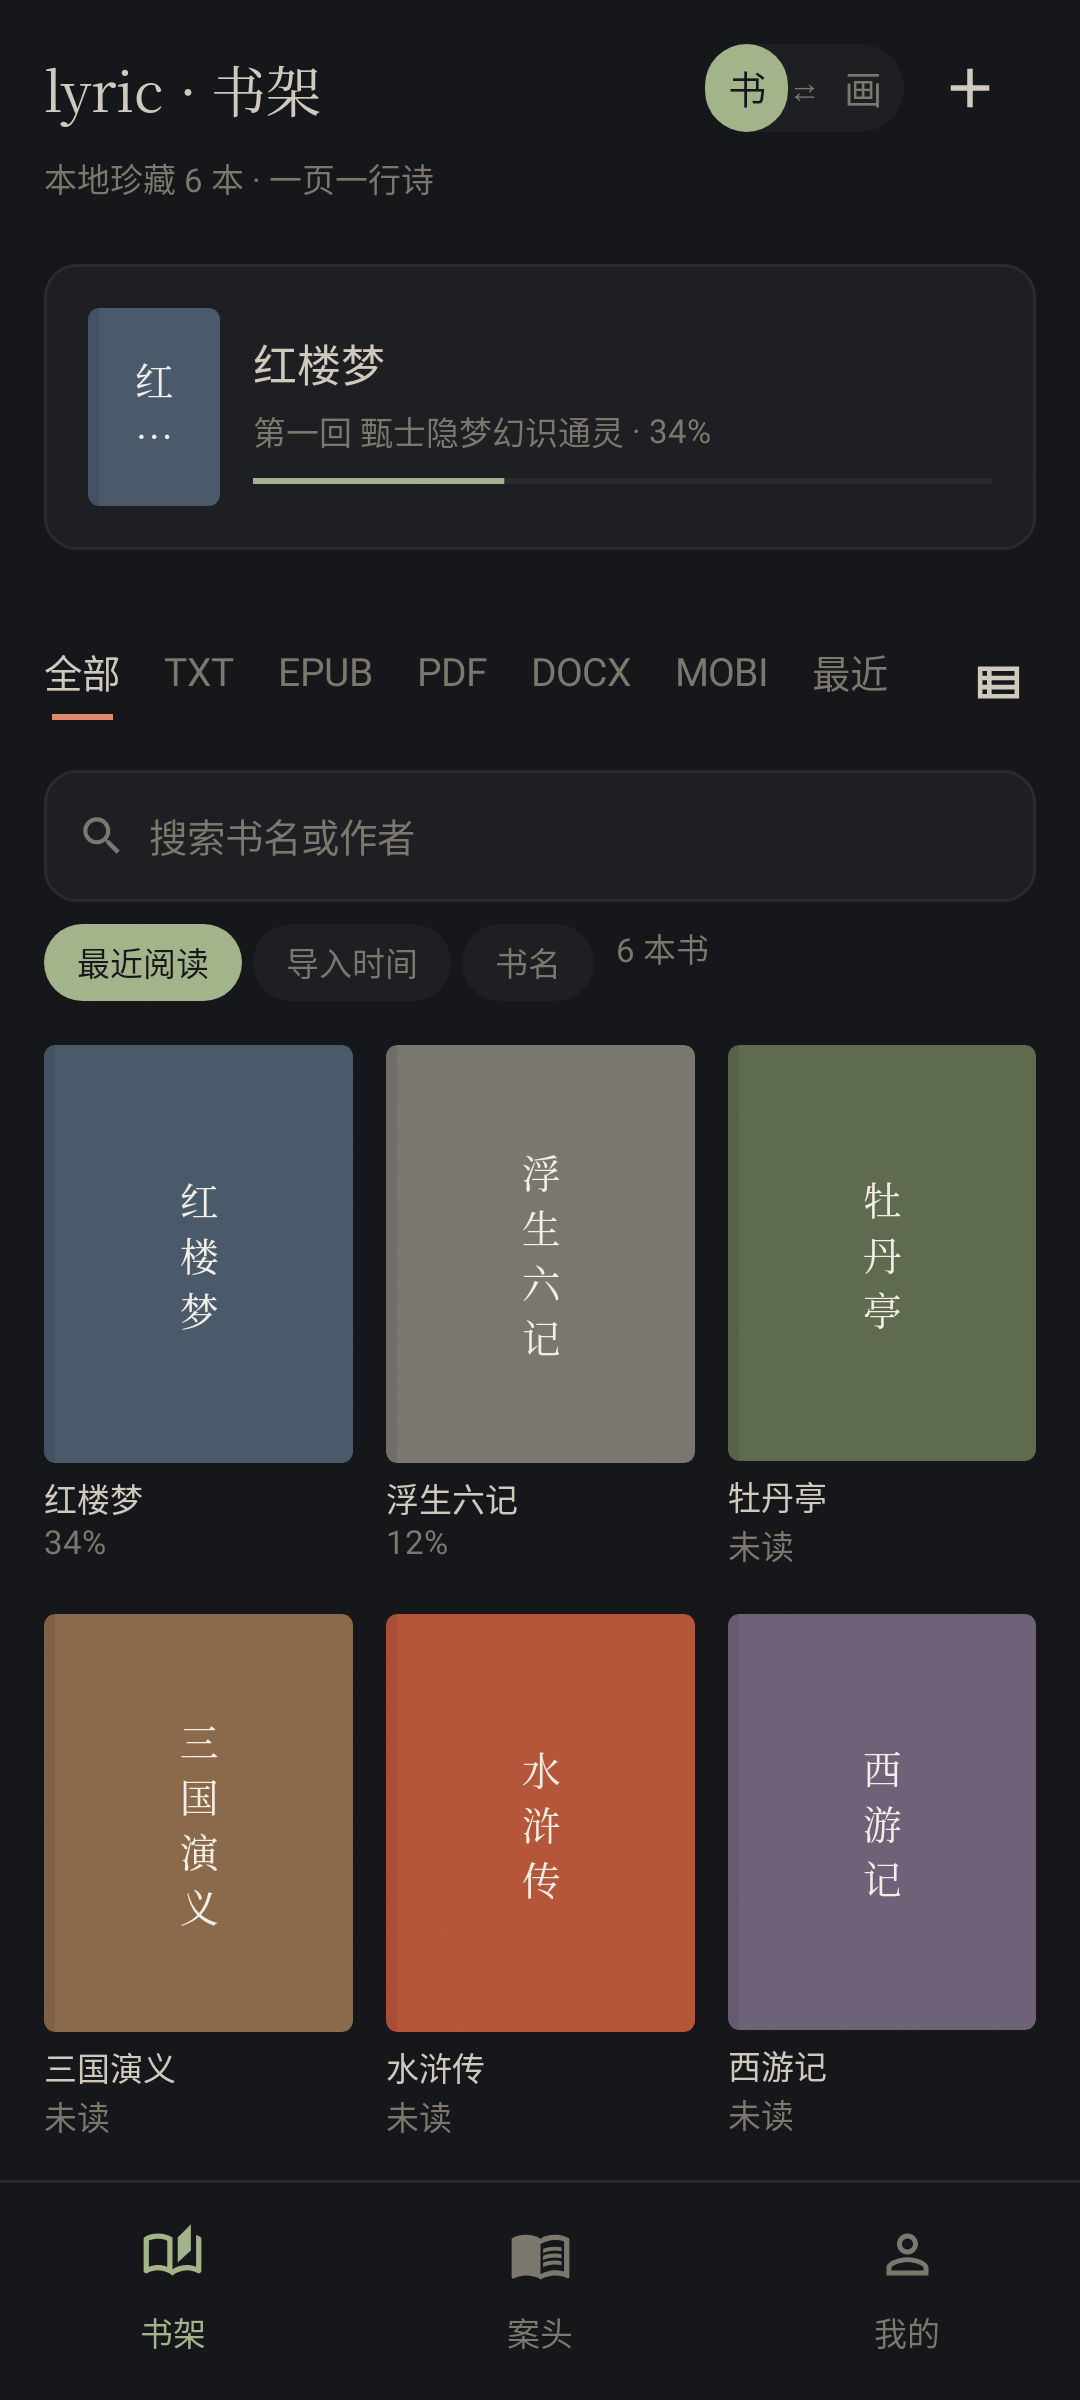 lyric · 书架
书 ⇄ 画
本地珍藏 6 本 · 一页一行诗
红
…
红楼梦
第一回 甄士隐梦幻识通灵 · 34%
全部 TXT EPUB PDF DOCX MOBI 最近
搜索书名或作者
最近阅读 导入时间 书名 6 本书
红楼梦
浮生六记
牡丹亭
红楼梦
34%
浮生六记
12%
牡丹亭
未读
三国演义
水浒传
西游记
三国演义
未读
水浒传
未读
西游记
未读
书架 案头 我的